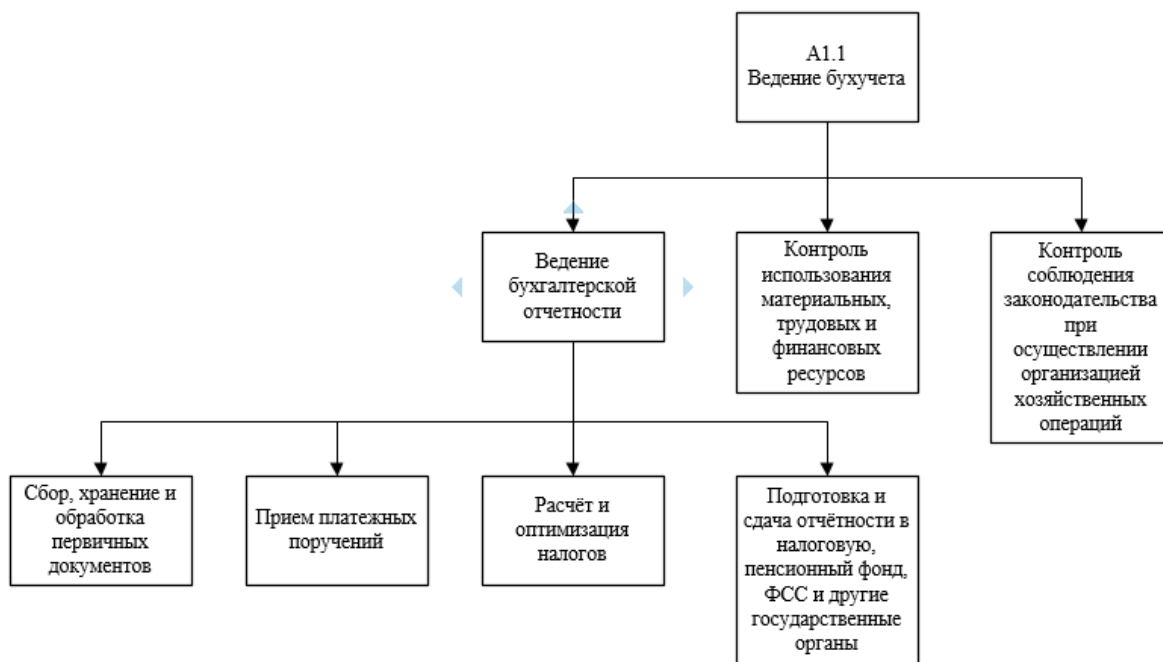 А1.1
Ведение бухучета
Ведение
бухгалтерской
отчетности
Контроль
использования
материальных,
трудовых и
финансовых
ресурсов
Контроль
соблюдения
законодательства
при
осуществлении
организацией
хозяйственных
операций
Сбор, хранение и
обработка
первичных
документов
Прием платежных
поручений
Расчёт и
оптимизация
налогов
Подготовка и
сдача отчётности в
налоговую,
пенсионный фонд,
ФСС и другие
государственные
органы